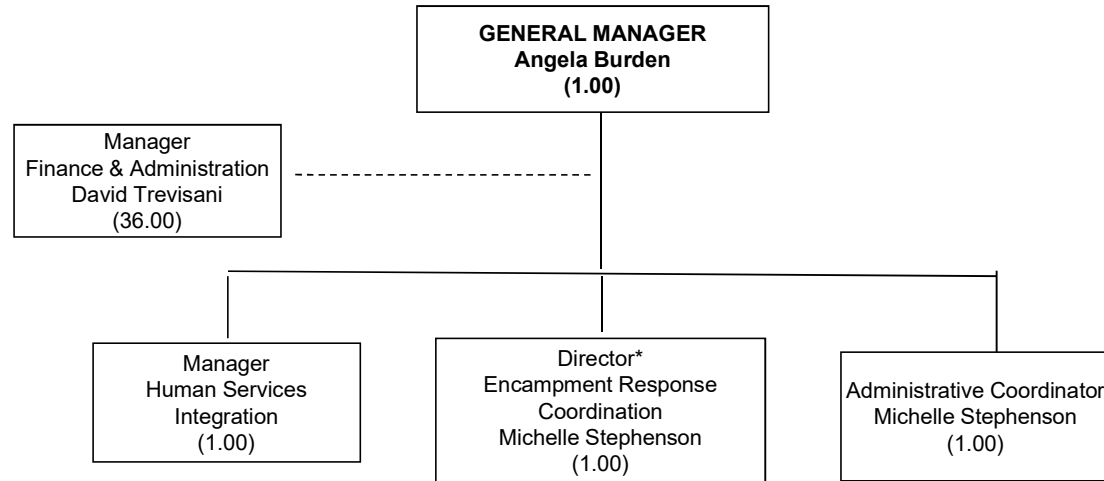 GENERAL MANAGER
Angela Burden
(1.00)
Manager
Finance & Administration
David Trevisani
(36.00)
Manager
Human Services
Integration
(1.00)
Director*
Encampment Response
Coordination
Michelle Stephenson
(1.00)
Administrative Coordinator
Michelle Stephenson
(1.00)